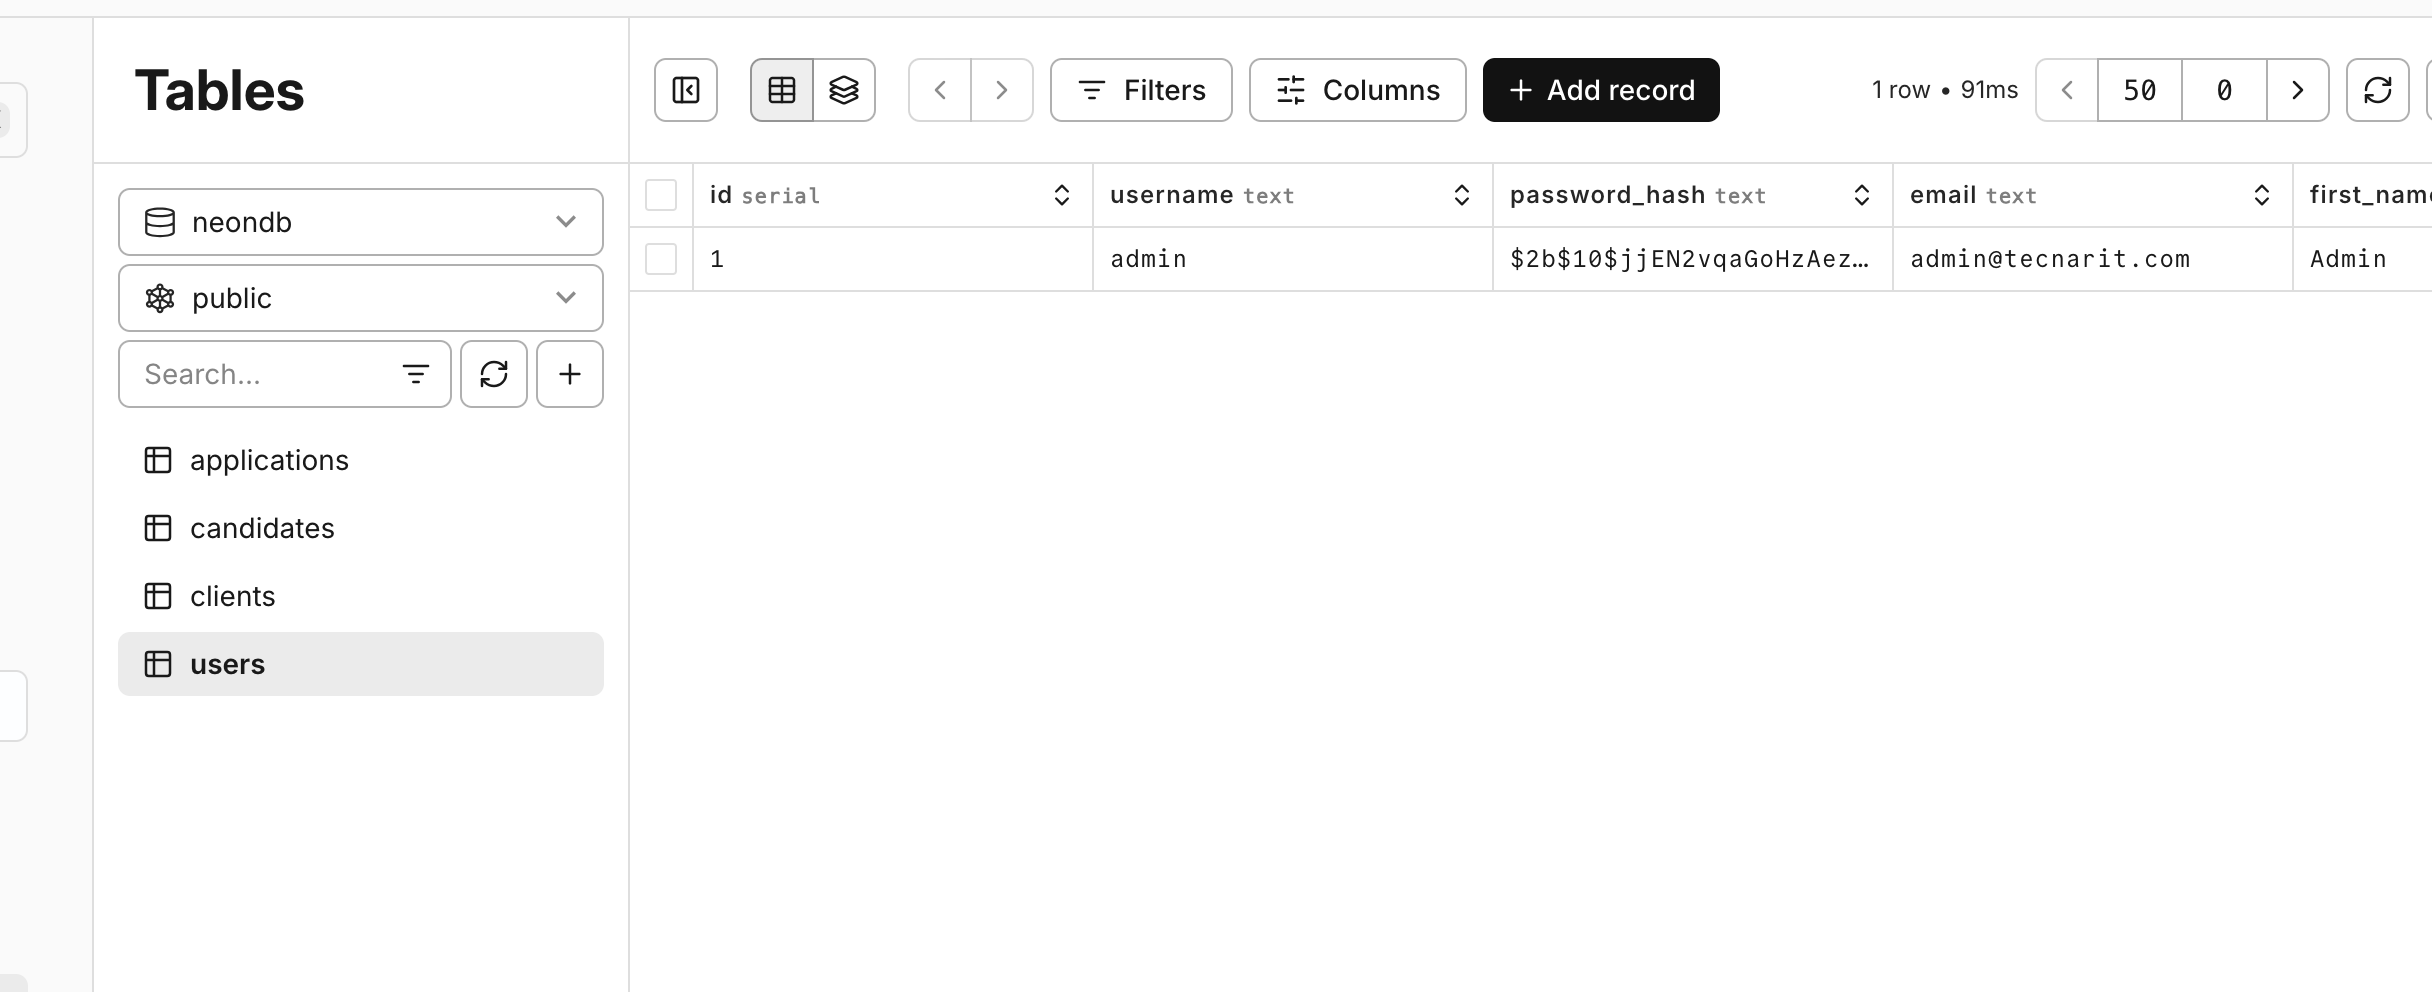 Tables
neondb
public
Search...
applications
candidates
clients
users
Filters
Columns
Add record
1 row • 91ms
50
0
id serial
username text
password_hash text
email text
1
admin
$2b$10$jjEN2vqaGoHzAez…
admin@tecnarit.com
Admin